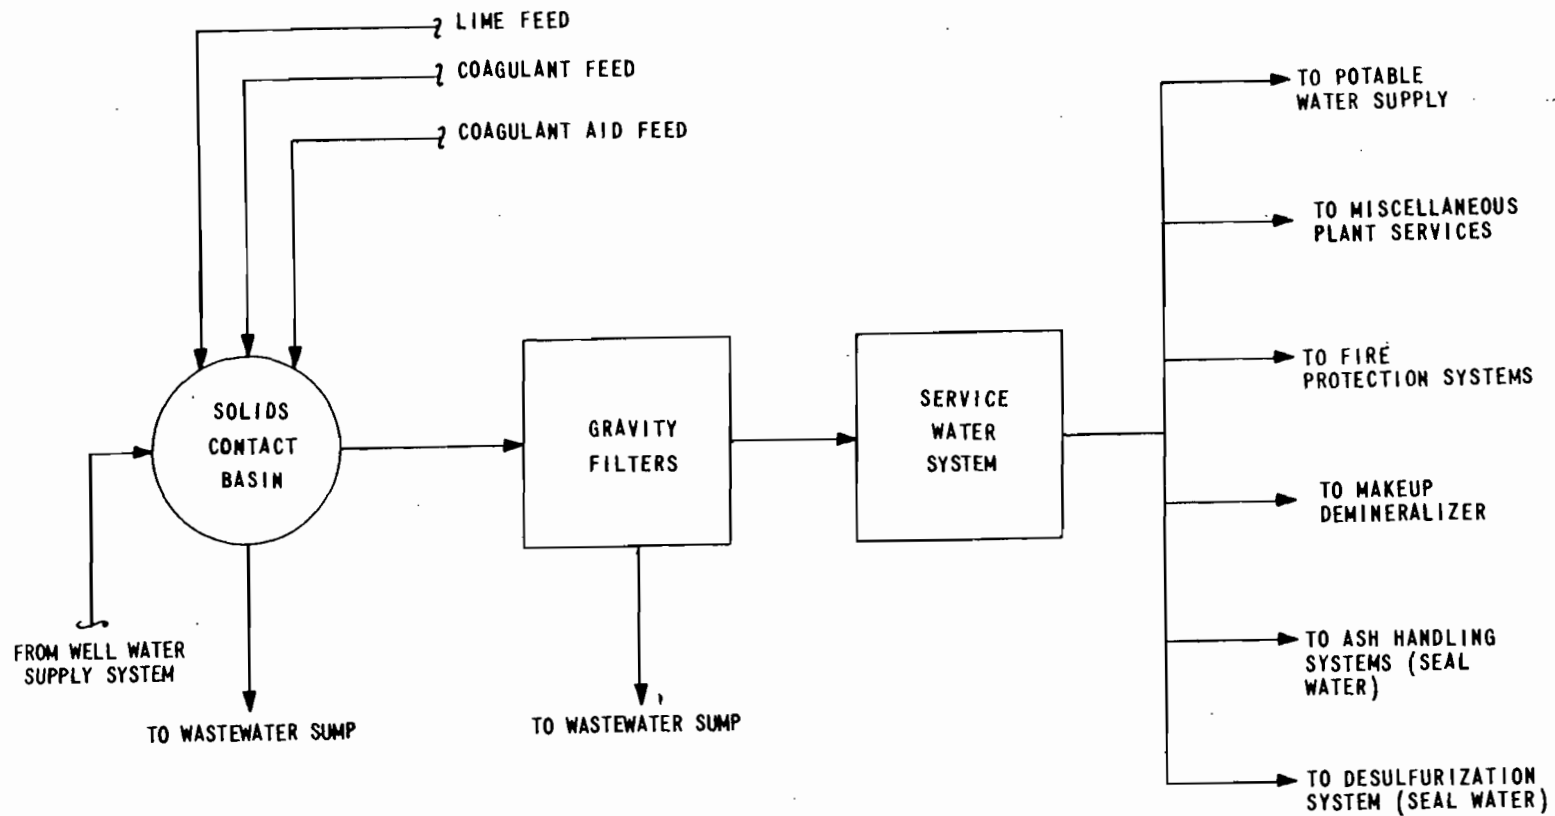 LIME FEED
COAGULANT FEED
COAGULANT AID FEED
SOLIDS
CONTACT
BASIN
FROM WELL WATER
SUPPLY SYSTEM
TO WASTEWATER SUMP
GRAVITY
FILTERS
TO WASTEWATER SUMP
SERVICE
WATER
SYSTEM
TO POTABLE
WATER SUPPLY
TO MISCELLANEOUS
PLANT SERVICES
TO FIRE
PROTECTION SYSTEMS
TO MAKEUP
DEMINERALIZER
TO ASH HANDLING
SYSTEMS (SEAL
WATER)
TO DESULFURIZATION
SYSTEM (SEAL WATER)